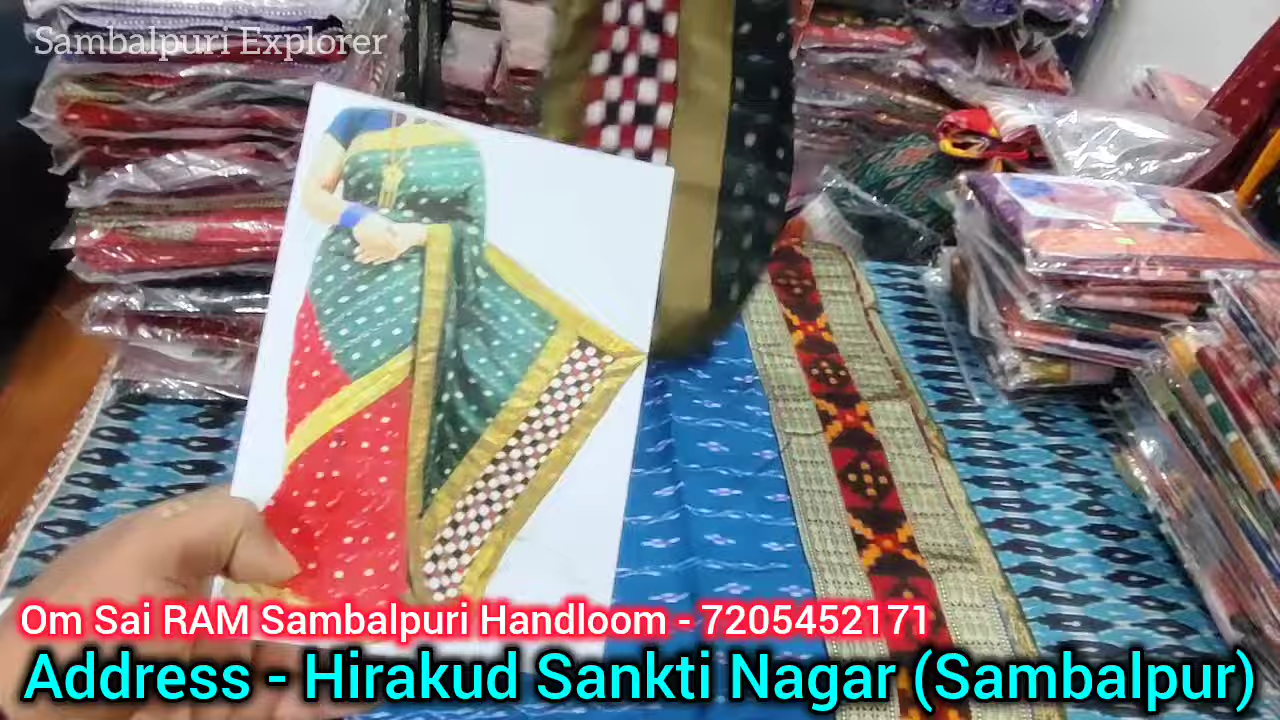 Sambalpuri Explorer
Om Sai RAM Sambalpuri Handloom - 7205452171
Address - Hirakud Sankti Nagar (Sambalpur)